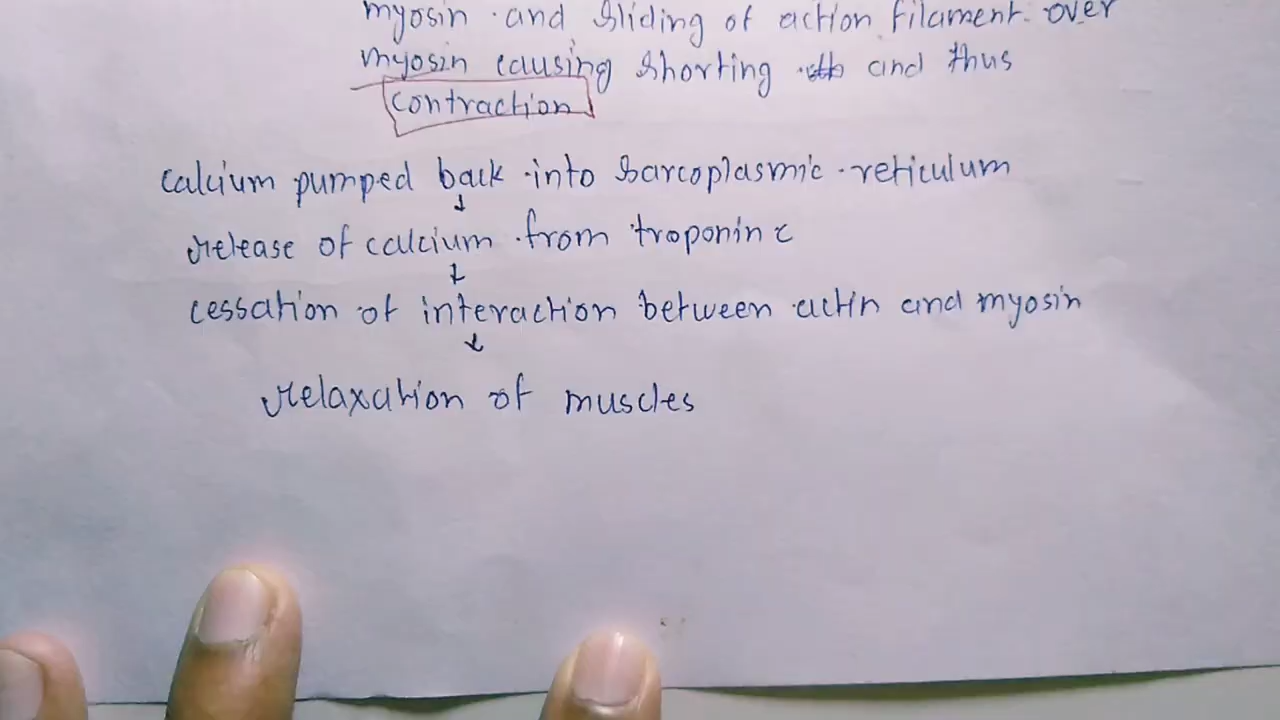 myosin and sliding of action filament over
myosin causing shorting and thus
contraction
calcium pumped back into sarcoplasmic reticulum
release of calcium from troponin c
cessation of interaction between actin and myosin
relaxation of muscles